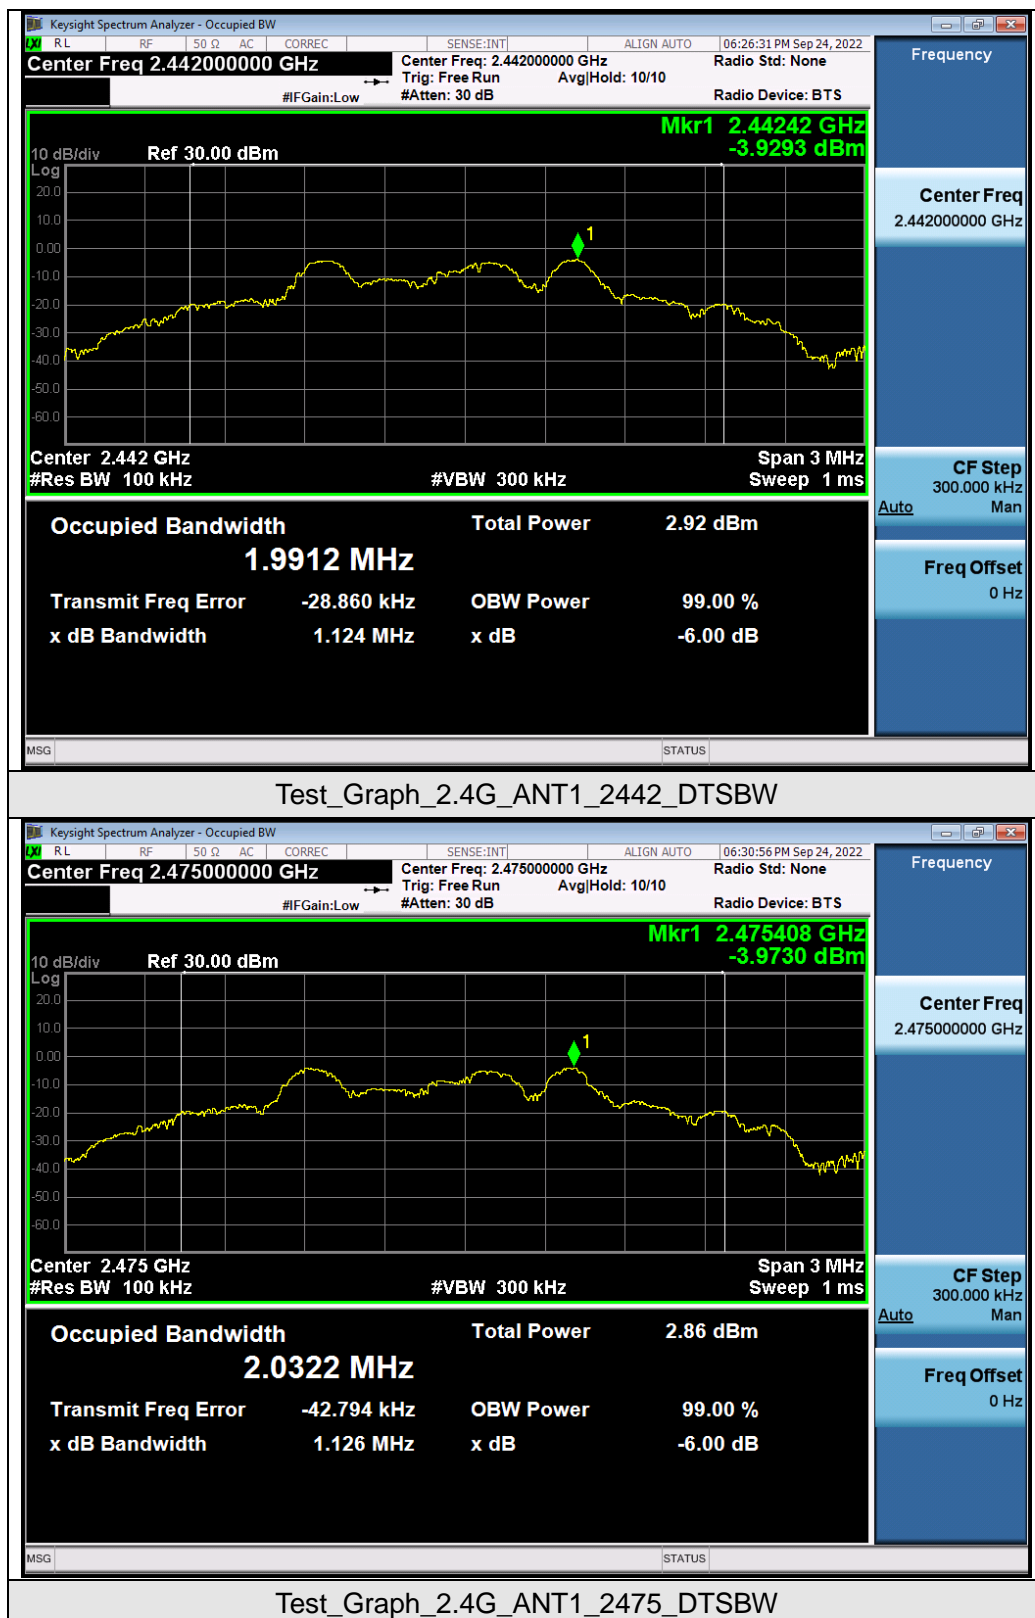 Keysight Spectrum Analyzer - Occupied BW
LXI RL RF 50 Ω AC CORREC SENSE:INT ALIGN AUTO 06:26:31 PM Sep 24, 2022
Center Freq 2.442000000 GHz
Center Freq: 2.442000000 GHz Radio Std: None
Trig: Free Run Avg|Hold: 10/10
#IFGain:Low #Atten: 30 dB Radio Device: BTS
Frequency
Mkr1 2.44242 GHz
-3.9293 dBm
10 dB/div Ref 30.00 dBm
Log
20.0
10.0
0.00
-10.0
-20.0
-30.0
-40.0
-50.0
-60.0
1
Center 2.442 GHz Span 3 MHz
#Res BW 100 kHz #VBW 300 kHz Sweep 1 ms
Center Freq
2.442000000 GHz
CF Step
300.000 kHz
Auto Man
Freq Offset
0 Hz
Occupied Bandwidth Total Power 2.92 dBm
1.9912 MHz
Transmit Freq Error -28.860 kHz OBW Power 99.00 %
x dB Bandwidth 1.124 MHz x dB -6.00 dB
MSG STATUS
Test_Graph_2.4G_ANT1_2442_DTSBW
Keysight Spectrum Analyzer - Occupied BW
LXI RL RF 50 Ω AC CORREC SENSE:INT ALIGN AUTO 06:30:56 PM Sep 24, 2022
Center Freq 2.475000000 GHz
Center Freq: 2.475000000 GHz Radio Std: None
Trig: Free Run Avg|Hold: 10/10
#IFGain:Low #Atten: 30 dB Radio Device: BTS
Frequency
Mkr1 2.475408 GHz
-3.9730 dBm
10 dB/div Ref 30.00 dBm
Log
20.0
10.0
0.00
-10.0
-20.0
-30.0
-40.0
-50.0
-60.0
1
Center 2.475 GHz Span 3 MHz
#Res BW 100 kHz #VBW 300 kHz Sweep 1 ms
Center Freq
2.475000000 GHz
CF Step
300.000 kHz
Auto Man
Freq Offset
0 Hz
Occupied Bandwidth Total Power 2.86 dBm
2.0322 MHz
Transmit Freq Error -42.794 kHz OBW Power 99.00 %
x dB Bandwidth 1.126 MHz x dB -6.00 dB
MSG STATUS
Test_Graph_2.4G_ANT1_2475_DTSBW